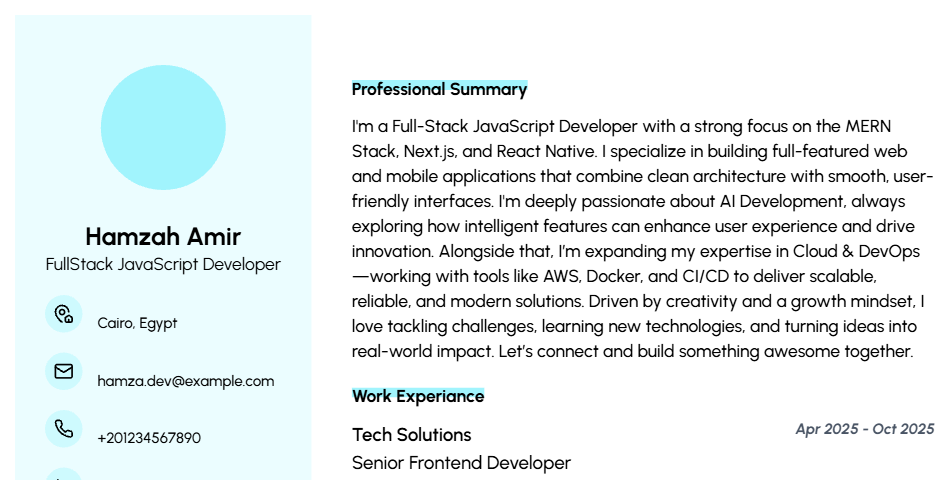 Hamzah Amir
FullStack JavaScript Developer
Cairo, Egypt
hamza.dev@example.com
+201234567890
Professional Summary
I'm a Full-Stack JavaScript Developer with a strong focus on the MERN
Stack, Next.js, and React Native. I specialize in building full-featured web
and mobile applications that combine clean architecture with smooth, user-
friendly interfaces. I'm deeply passionate about AI Development, always
exploring how intelligent features can enhance user experience and drive
innovation. Alongside that, I’m expanding my expertise in Cloud & DevOps
—working with tools like AWS, Docker, and CI/CD to deliver scalable,
reliable, and modern solutions. Driven by creativity and a growth mindset, I
love tackling challenges, learning new technologies, and turning ideas into
real-world impact. Let’s connect and build something awesome together.
Work Experiance
Tech Solutions
Apr 2025 - Oct 2025
Senior Frontend Developer